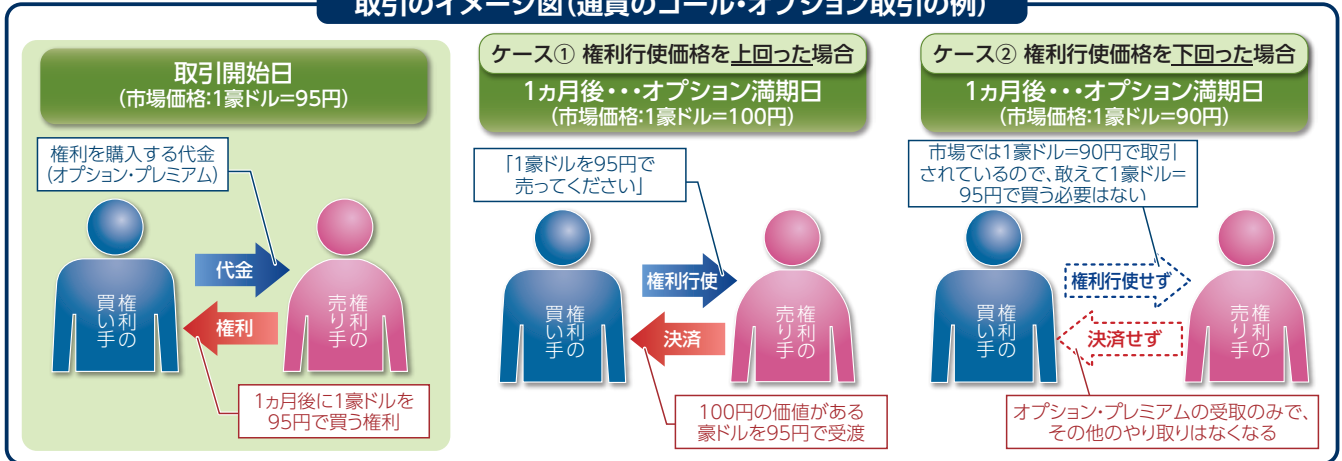 取引のイメージ図（通貨のコール・オプション取引の例）
取引開始日
（市場価格：1豪ドル＝95円）
権利を購入する代金
（オプション・プレミアム）
権利の
買い手
代金
権利
権利の
売り手
1ヵ月後に1豪ドルを
95円で買う権利
ケース① 権利行使価格を上回った場合
1ヵ月後・・・オプション満期日
（市場価格：1豪ドル＝100円）
「1豪ドルを95円で
売ってください」
権利の
買い手
権利行使
決済
権利の
売り手
100円の価値がある
豪ドルを95円で受渡
ケース② 権利行使価格を下回った場合
1ヵ月後・・・オプション満期日
（市場価格：1豪ドル＝90円）
市場では1豪ドル＝90円で取引
されているので、敢えて1豪ドル＝
95円で買う必要はない
権利の
買い手
権利行使せず
決済せず
権利の
売り手
オプション・プレミアムの受取のみで、
その他のやり取りはなくなる